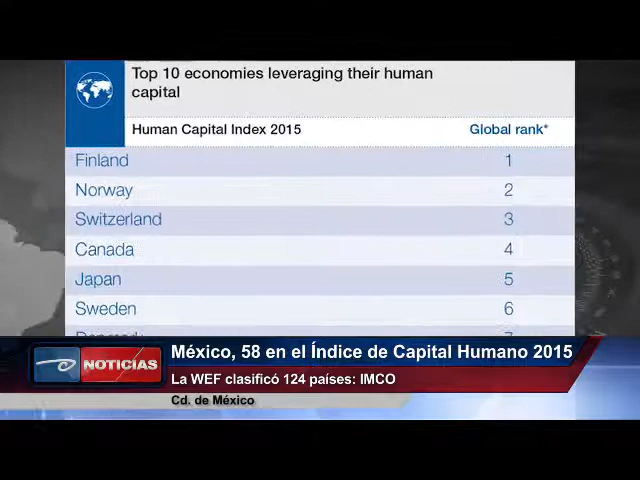 Top 10 economies leveraging their human
capital
Human Capital Index 2015 Global rank*
Finland 1
Norway 2
Switzerland 3
Canada 4
Japan 5
Sweden 6
Denmark 7
México, 58 en el Índice de Capital Humano 2015
NOTICIAS
La WEF clasificó 124 países: IMCO
Cd. de México